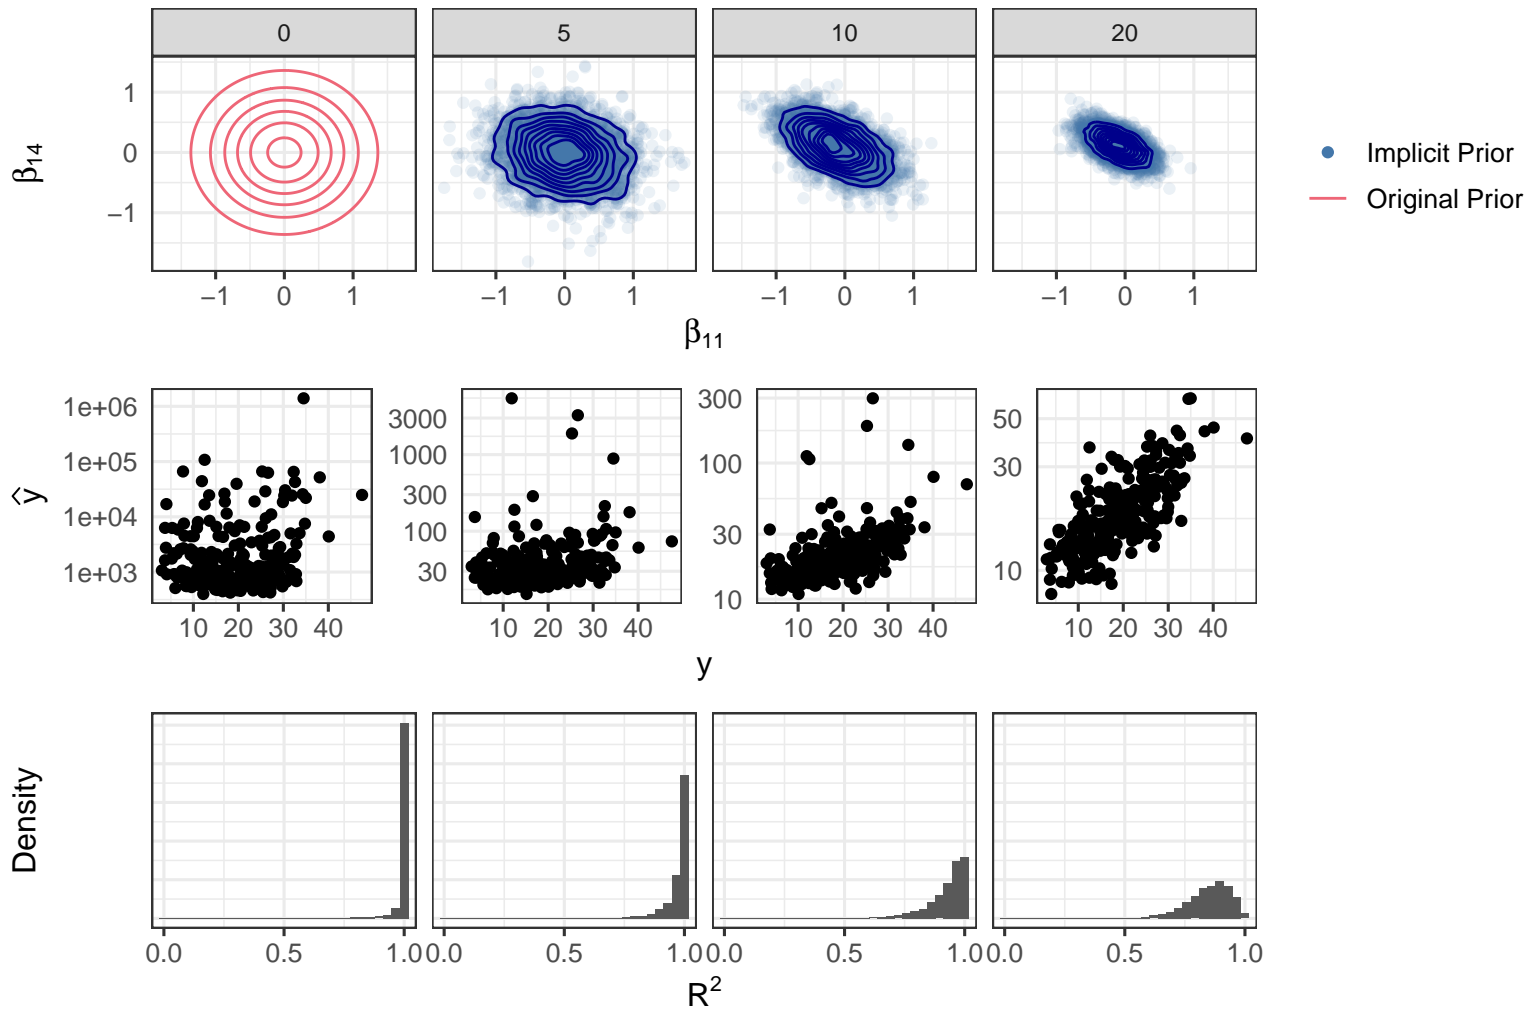 0 5 10 20
β14
1
0
−1
−1 0 1 −1 0 1 −1 0 1 −1 0 1
β11
Implicit Prior
Original Prior
ŷ
1e+06
1e+05
1e+04
1e+03
3000
1000
300
100
30
300
100
30
10
50
30
10
10 20 30 40 10 20 30 40 10 20 30 40 10 20 30 40
y
Density
0.0 0.5 1.0 0.0 0.5 1.0 0.0 0.5 1.0 0.0 0.5 1.0
R²